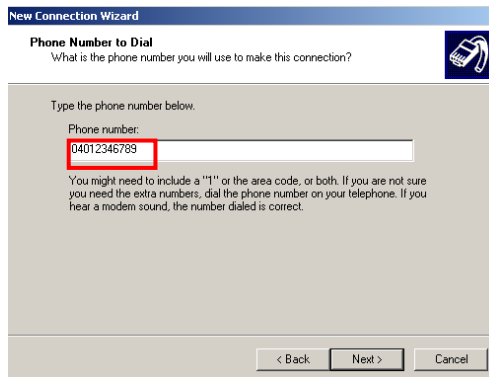 New Connection Wizard
Phone Number to Dial
What is the phone number you will use to make this connection?
Type the phone number below.
Phone number:
04012346789
You might need to include a "1" or the area code, or both. If you are not sure
you need the extra numbers, dial the phone number on your telephone. If you
hear a modem sound, the number dialed is correct.
< Back
Next >
Cancel